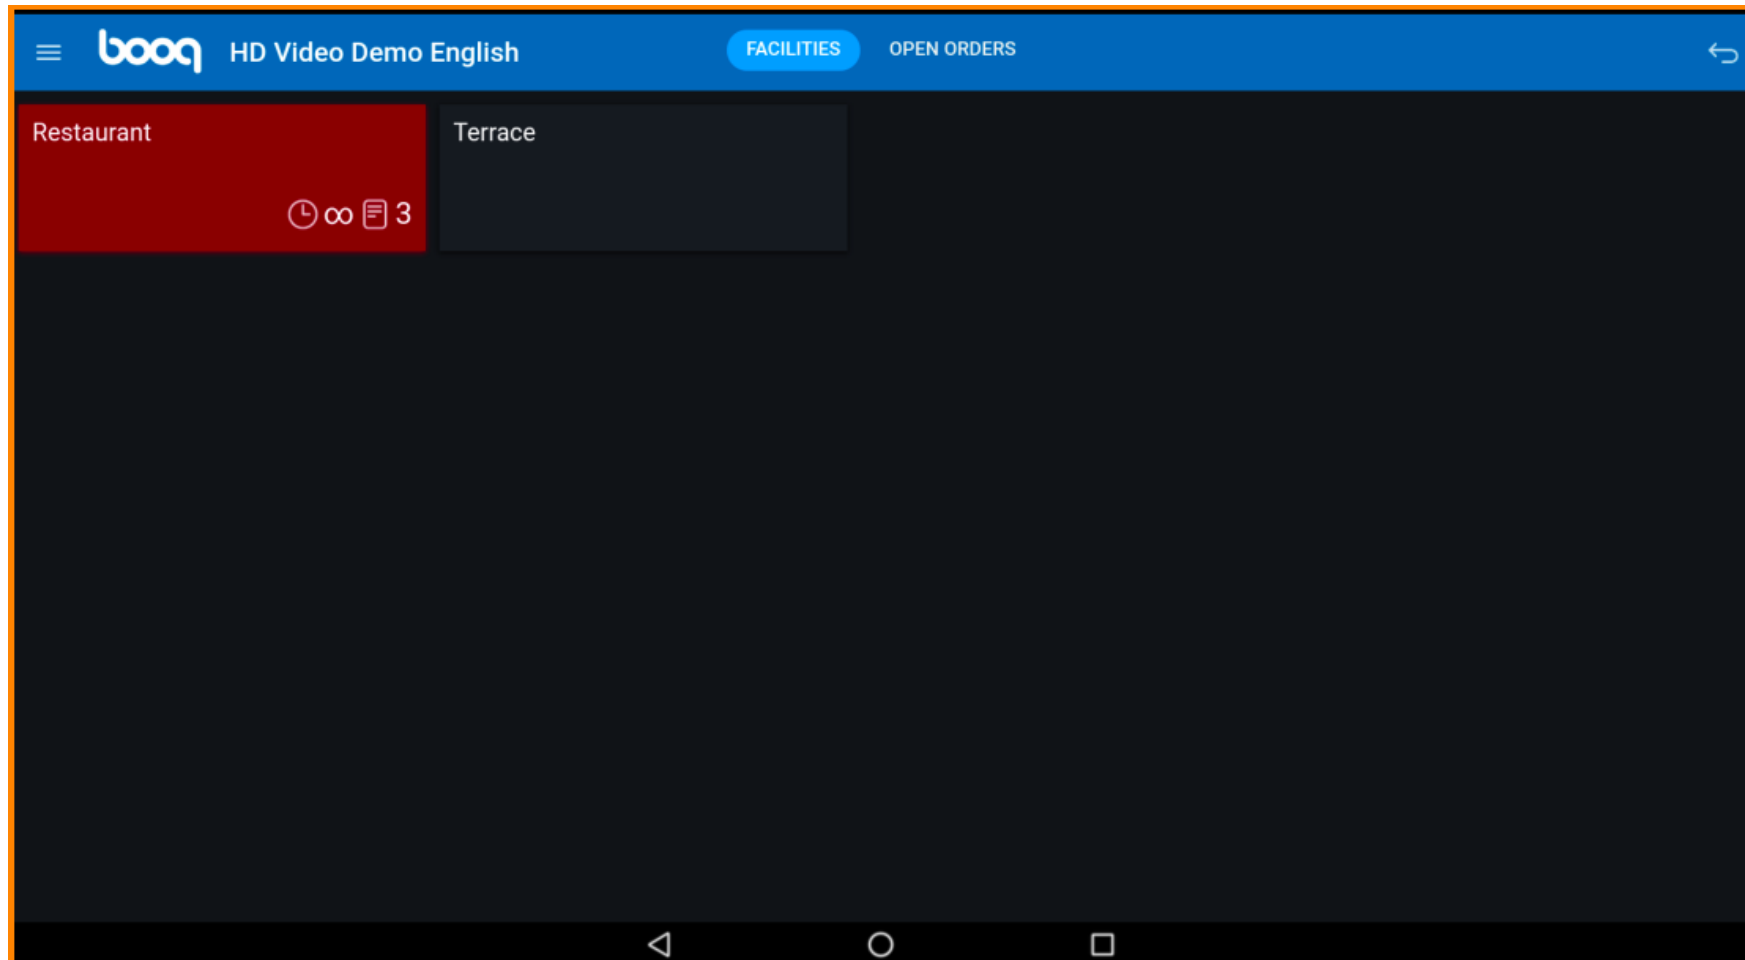 booq HD Video Demo English FACILITIES OPEN ORDERS
Restaurant Terrace
∞ 3